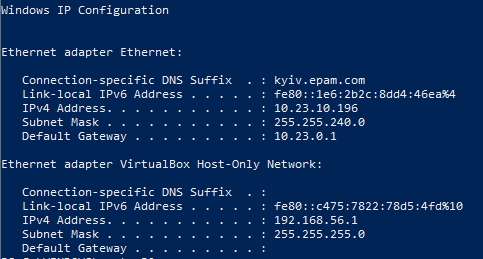 Windows IP Configuration
Ethernet adapter Ethernet:
Connection-specific DNS Suffix . : kyiv.epam.com
Link-local IPv6 Address . . . . . : fe80::1e6:2b2c:8dd4:46ea%4
IPv4 Address. . . . . . . . . . . : 10.23.10.196
Subnet Mask . . . . . . . . . . . : 255.255.240.0
Default Gateway . . . . . . . . . : 10.23.0.1
Ethernet adapter VirtualBox Host-Only Network:
Connection-specific DNS Suffix . :
Link-local IPv6 Address . . . . . : fe80::c475:7822:78d5:4fd%10
IPv4 Address. . . . . . . . . . . : 192.168.56.1
Subnet Mask . . . . . . . . . . . : 255.255.255.0
Default Gateway . . . . . . . . . :